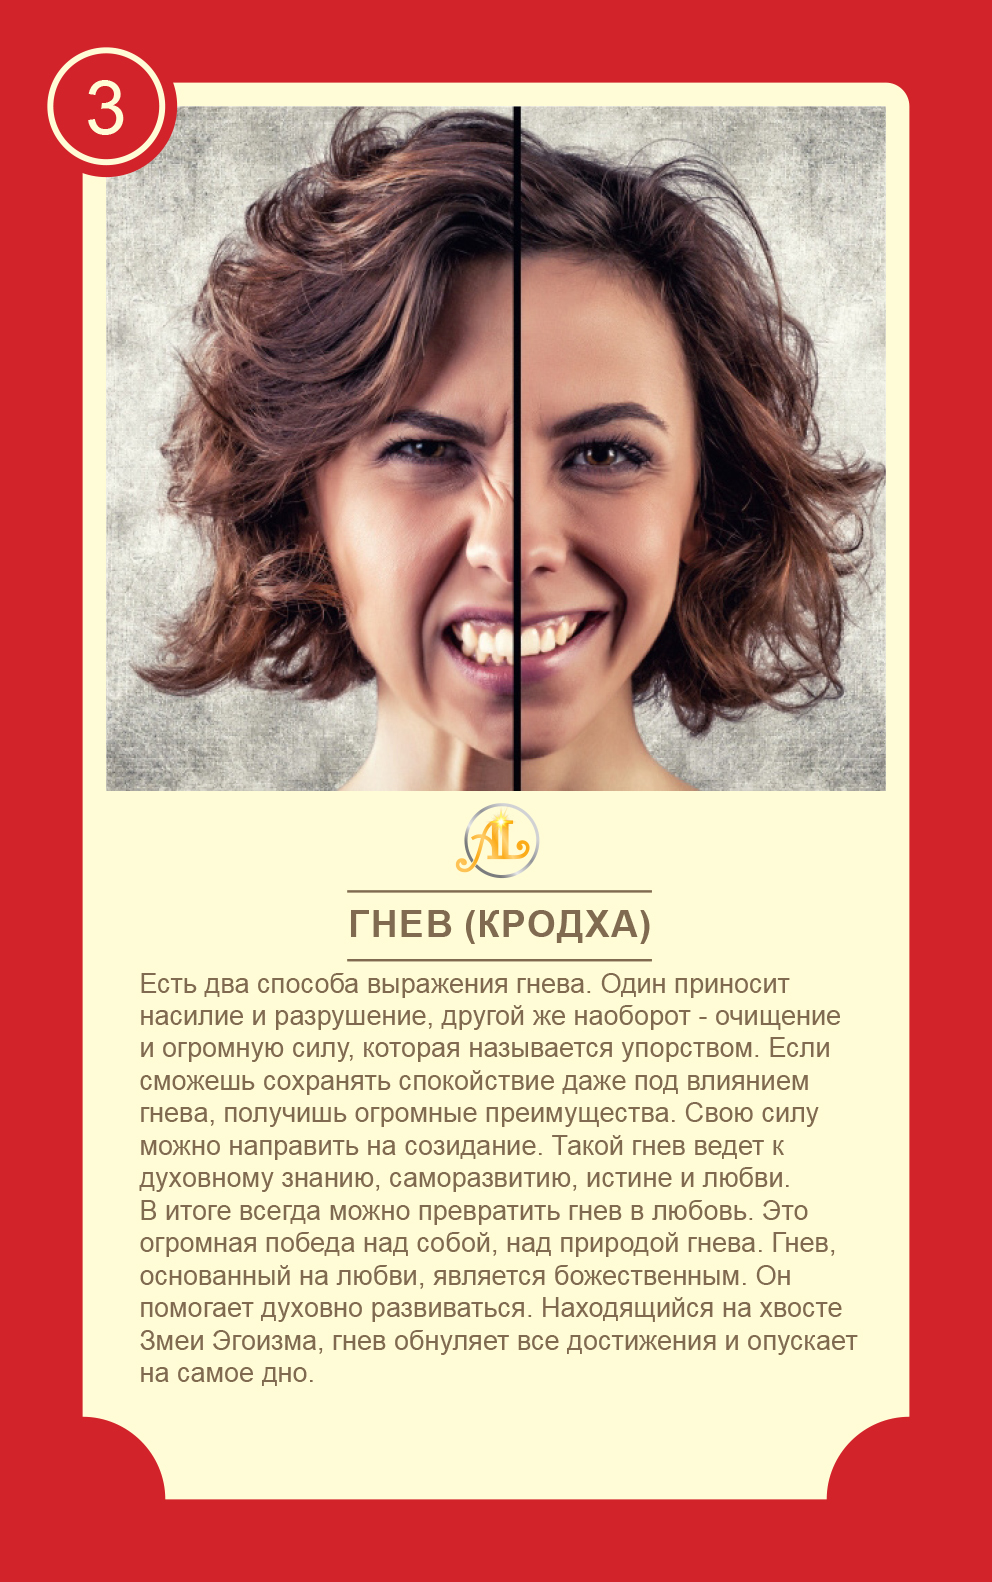 3
AL
ГНЕВ (КРОДХА)
Есть два способа выражения гнева. Один приносит
насилие и разрушение, другой же наоборот - очищение
и огромную силу, которая называется упорством. Если
сможешь сохранять спокойствие даже под влиянием
гнева, получишь огромные преимущества. Свою силу
можно направить на созидание. Такой гнев ведет к
духовному знанию, саморазвитию, истине и любви.
В итоге всегда можно превратить гнев в любовь. Это
огромная победа над собой, над природой гнева. Гнев,
основанный на любви, является божественным. Он
помогает духовно развиваться. Находящийся на хвосте
Змеи Эгоизма, гнев обнуляет все достижения и опускает
на самое дно.